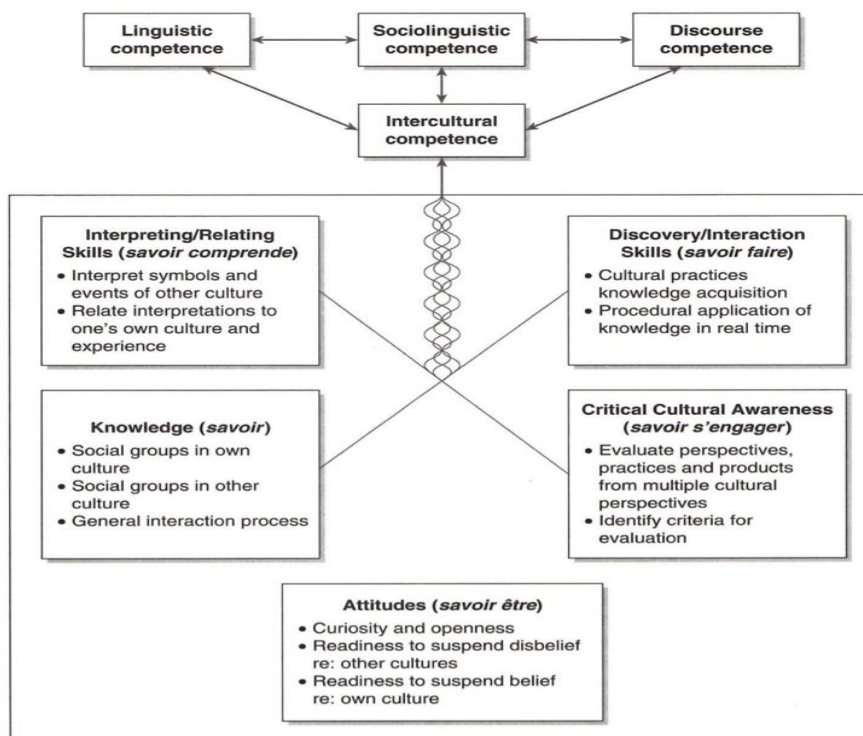 Linguistic
competence
Sociolinguistic
competence
Discourse
competence
Intercultural
competence
Interpreting/Relating
Skills (savoir comprende)
• Interpret symbols and
events of other culture
• Relate interpretations to
one's own culture and
experience
Discovery/Interaction
Skills (savoir faire)
• Cultural practices
knowledge acquisition
• Procedural application of
knowledge in real time
Knowledge (savoir)
• Social groups in own
culture
• Social groups in other
culture
• General interaction process
Critical Cultural Awareness
(savoir s'engager)
• Evaluate perspectives,
practices and products
from multiple cultural
perspectives
• Identify criteria for
evaluation
Attitudes (savoir être)
• Curiosity and openness
• Readiness to suspend disbelief
re: other cultures
• Readiness to suspend belief
re: own culture